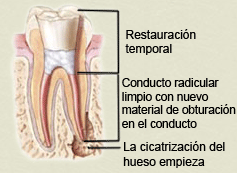 Restauración
temporal
Conducto radicular
limpio con nuevo
material de obturación
en el conducto
La cicatrización del
hueso empieza